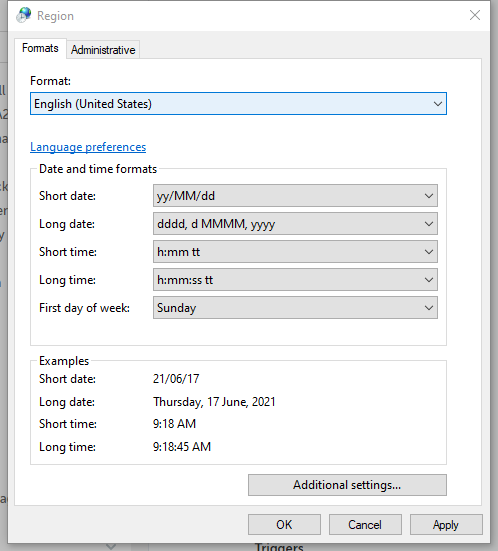 Region
Formats Administrative
Format:
English (United States)
Language preferences
Date and time formats
Short date: yy/MM/dd
Long date: dddd, d MMMM, yyyy
Short time: h:mm tt
Long time: h:mm:ss tt
First day of week: Sunday
Examples
Short date: 21/06/17
Long date: Thursday, 17 June, 2021
Short time: 9:18 AM
Long time: 9:18:45 AM
Additional settings...
OK Cancel Apply
Triggers